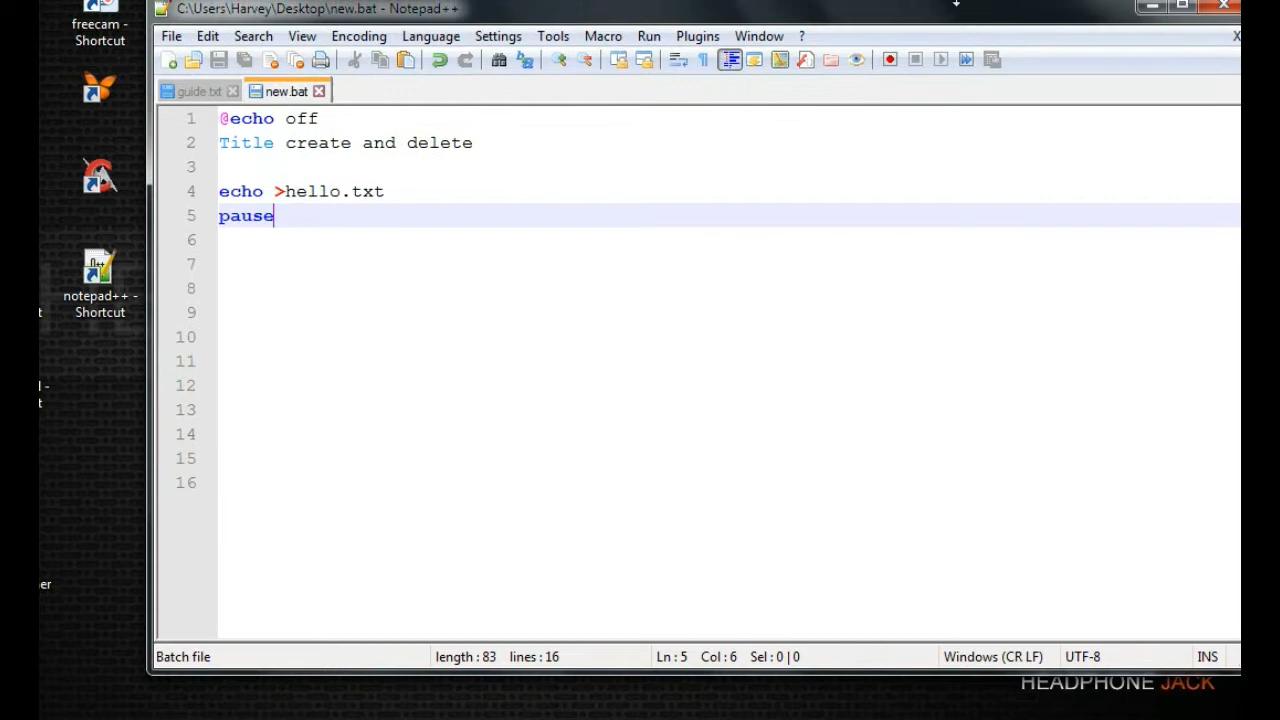 freecam -
Shortcut
notepad++ -
Shortcut
t
-
t
er
C:\Users\Harvey\Desktop\new.bat - Notepad++
File Edit Search View Encoding Language Settings Tools Macro Run Plugins Window ? X
guide.txt new.bat
1 @echo off
2 Title create and delete
3
4 echo >hello.txt
5 pause
6
7
8
9
10
11
12
13
14
15
16
Batch file length : 83 lines : 16 Ln : 5 Col : 6 Sel : 0 | 0 Windows (CR LF) UTF-8 INS
HEADPHONE JACK